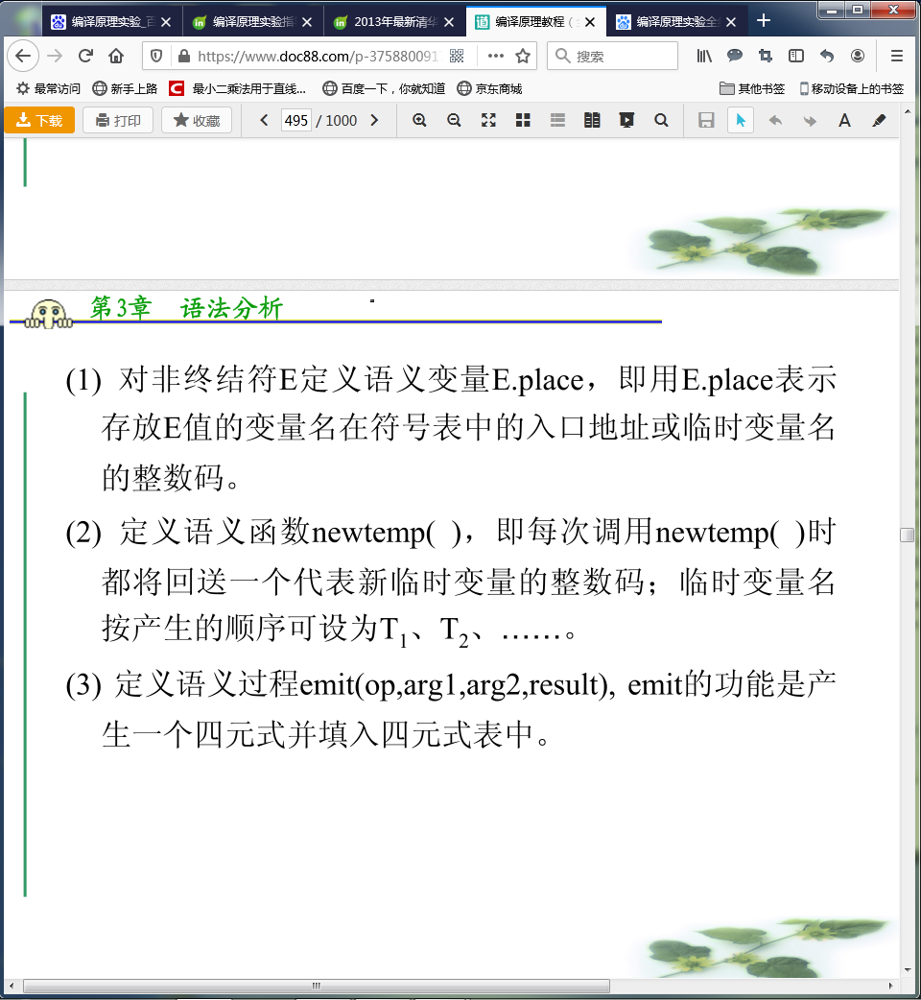 编译原理实验_百
编译原理实验指
2013年最新清华
编译原理教程（
编译原理实验全
https://www.doc88.com/p-37588009
搜索
最常访问
新手上路
最小二乘法用于直线...
百度一下，你就知道
京东商城
其他书签
移动设备上的书签
下载
打印
收藏
495 / 1000
第3章 语法分析
(1) 对非终结符E定义语义变量E.place，即用E.place表示
存放E值的变量名在符号表中的入口地址或临时变量名
的整数码。
(2) 定义语义函数newtemp( )，即每次调用newtemp( )时
都将回送一个代表新临时变量的整数码；临时变量名
按产生的顺序可设为T1、T2、……。
(3) 定义语义过程emit(op,arg1,arg2,result), emit的功能是产
生一个四元式并填入四元式表中。